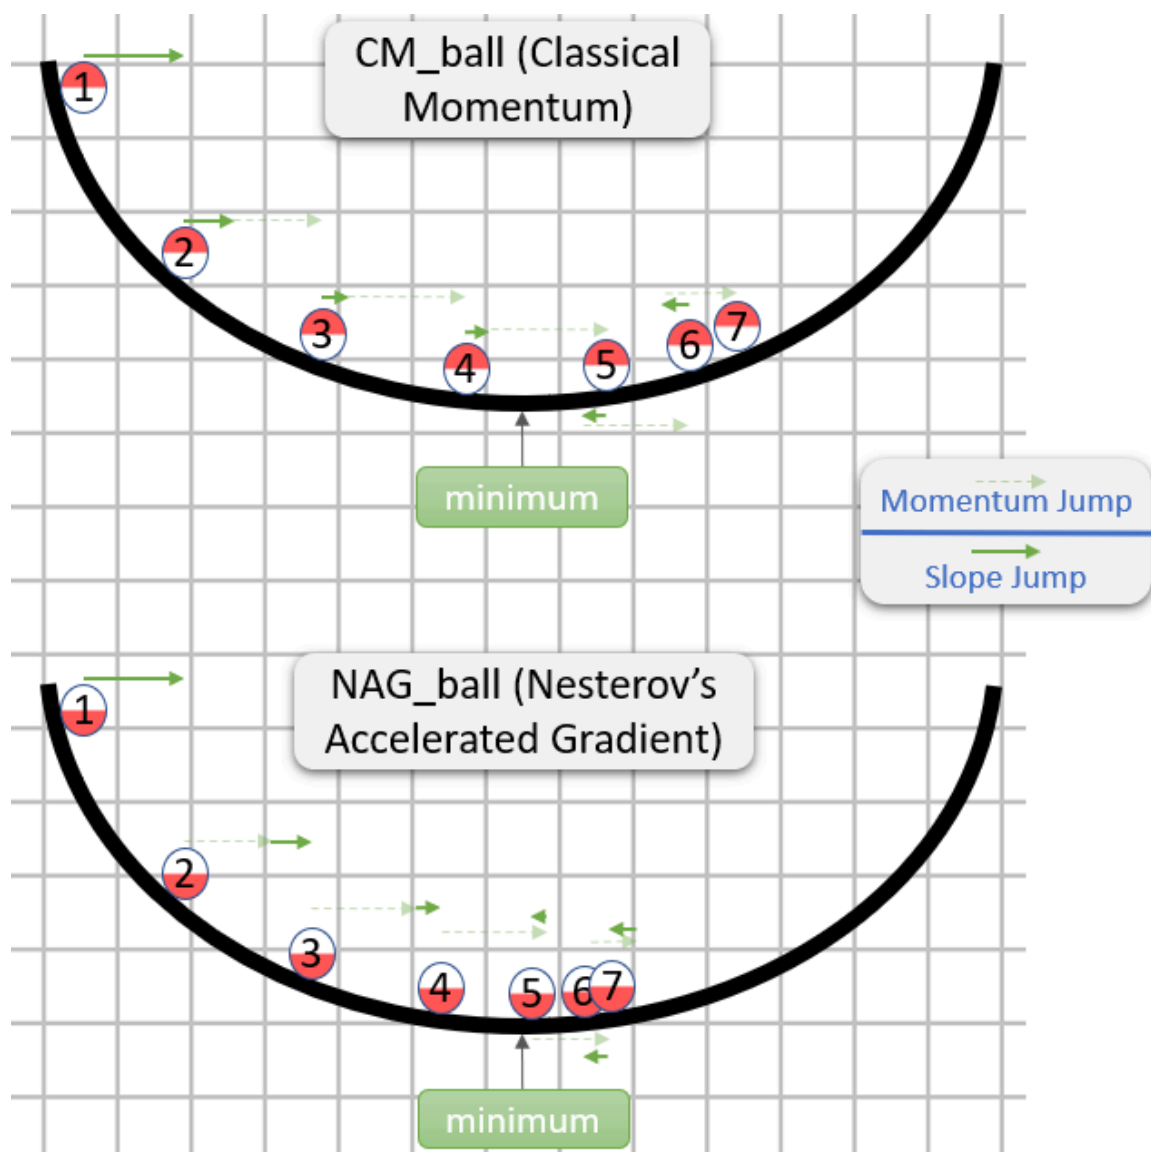 CM_ball (Classical
Momentum)
1
2
3
4
5
6
7
minimum
Momentum Jump
Slope Jump
NAG_ball (Nesterov’s
Accelerated Gradient)
1
2
3
4
5
6
7
minimum